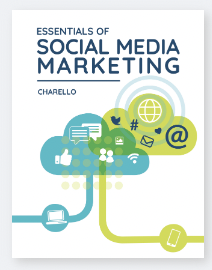 ESSENTIALS OF
SOCIAL MEDIA
MARKETING
CHARELLO
#
@